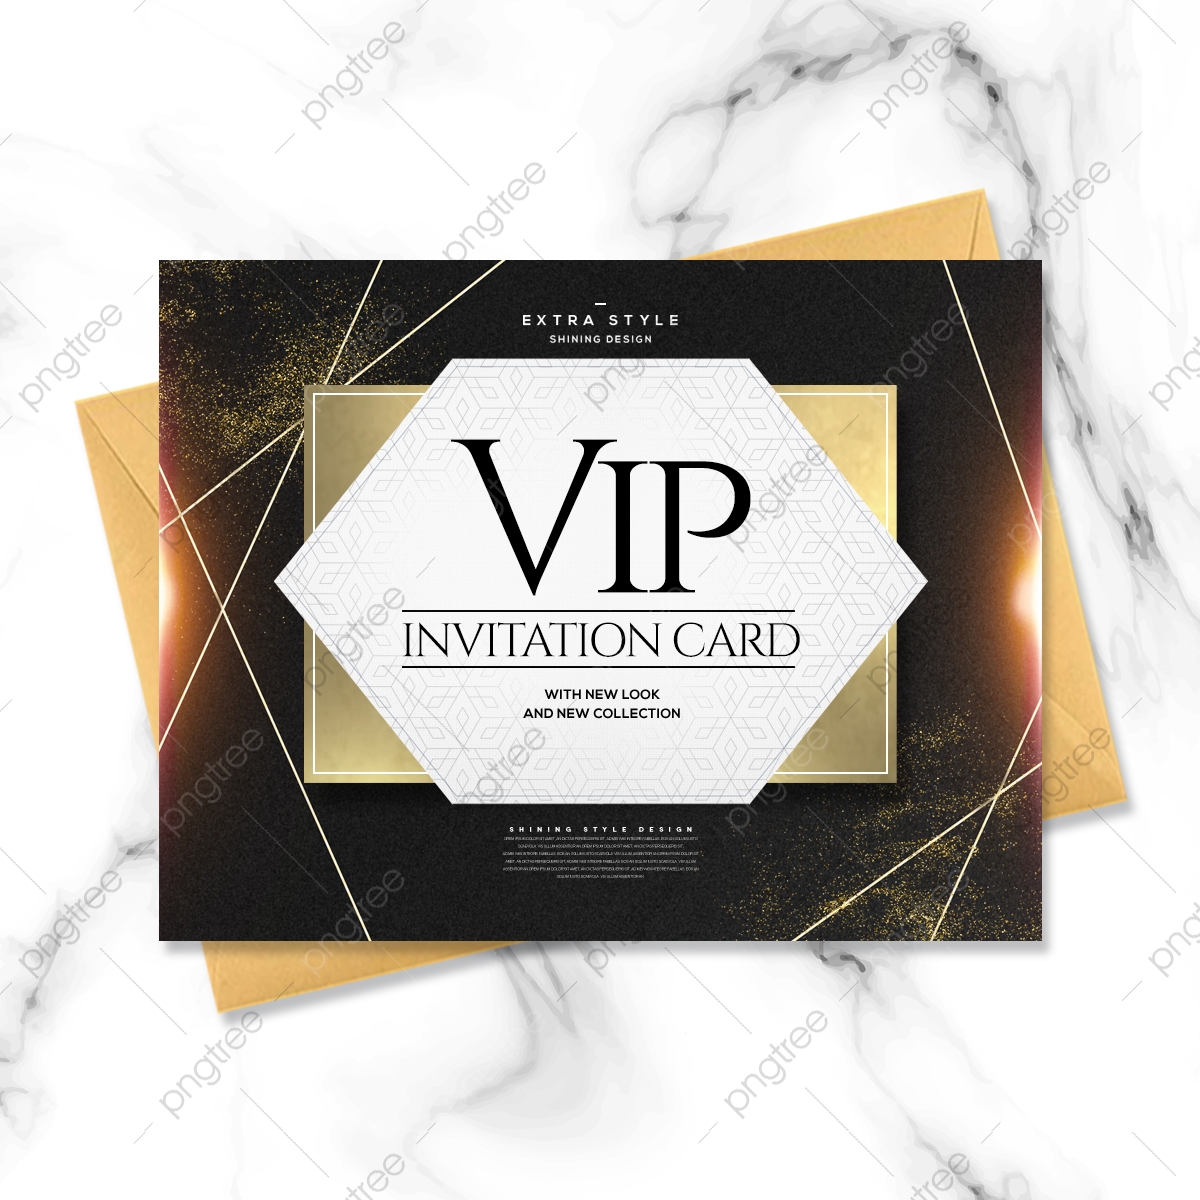 EXTRA STYLE
SHINING DESIGN
VIP
INVITATION CARD
WITH NEW LOOK
AND NEW COLLECTION
SHINING STYLE DESIGN
pngtree